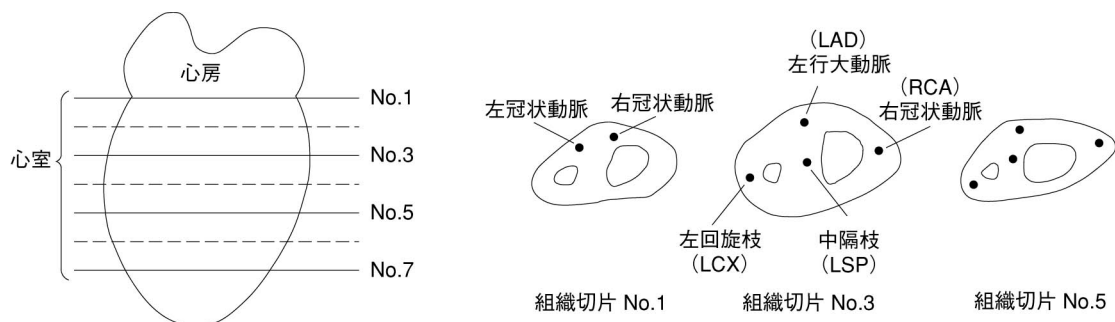 心房
心室
No.1
No.3
No.5
No.7
左冠状動脈
右冠状動脈
組織切片 No.1
(LAD)
左行大動脈
(RCA)
右冠状動脈
左回旋枝
(LCX)
中隔枝
(LSP)
組織切片 No.3
組織切片 No.5